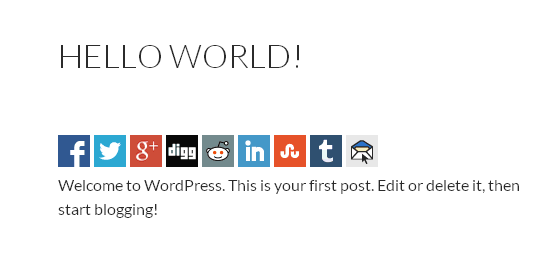 HELLO WORLD!
f g+ digg in t
Welcome to WordPress. This is your first post. Edit or delete it, then
start blogging!